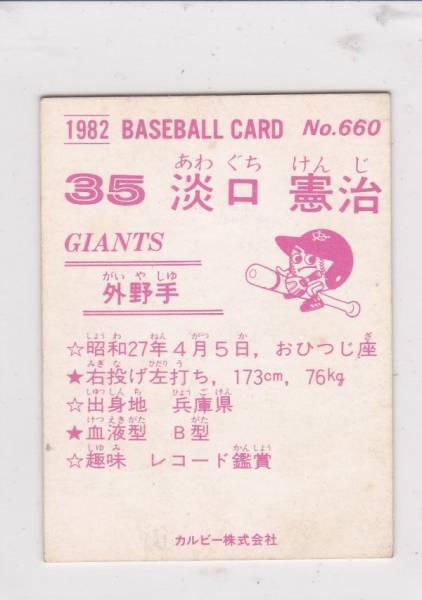 1982 BASEBALL CARD No.660
あわ ぐち けん じ
35 淡口 憲治
GIANTS
がい や しゅ
外野手
しょう わ ねん がつ か ざ
☆昭和27年4月5日, おひつじ座
みぎ な ひだり う
★右投げ左打ち, 173cm, 76kg
しゅっ しん ち ひょう ご けん
☆出身地 兵庫県
けつ えき がた がた
★血液型 B型
しゅ み かん しょう
☆趣味 レコード鑑賞
カルビー株式会社